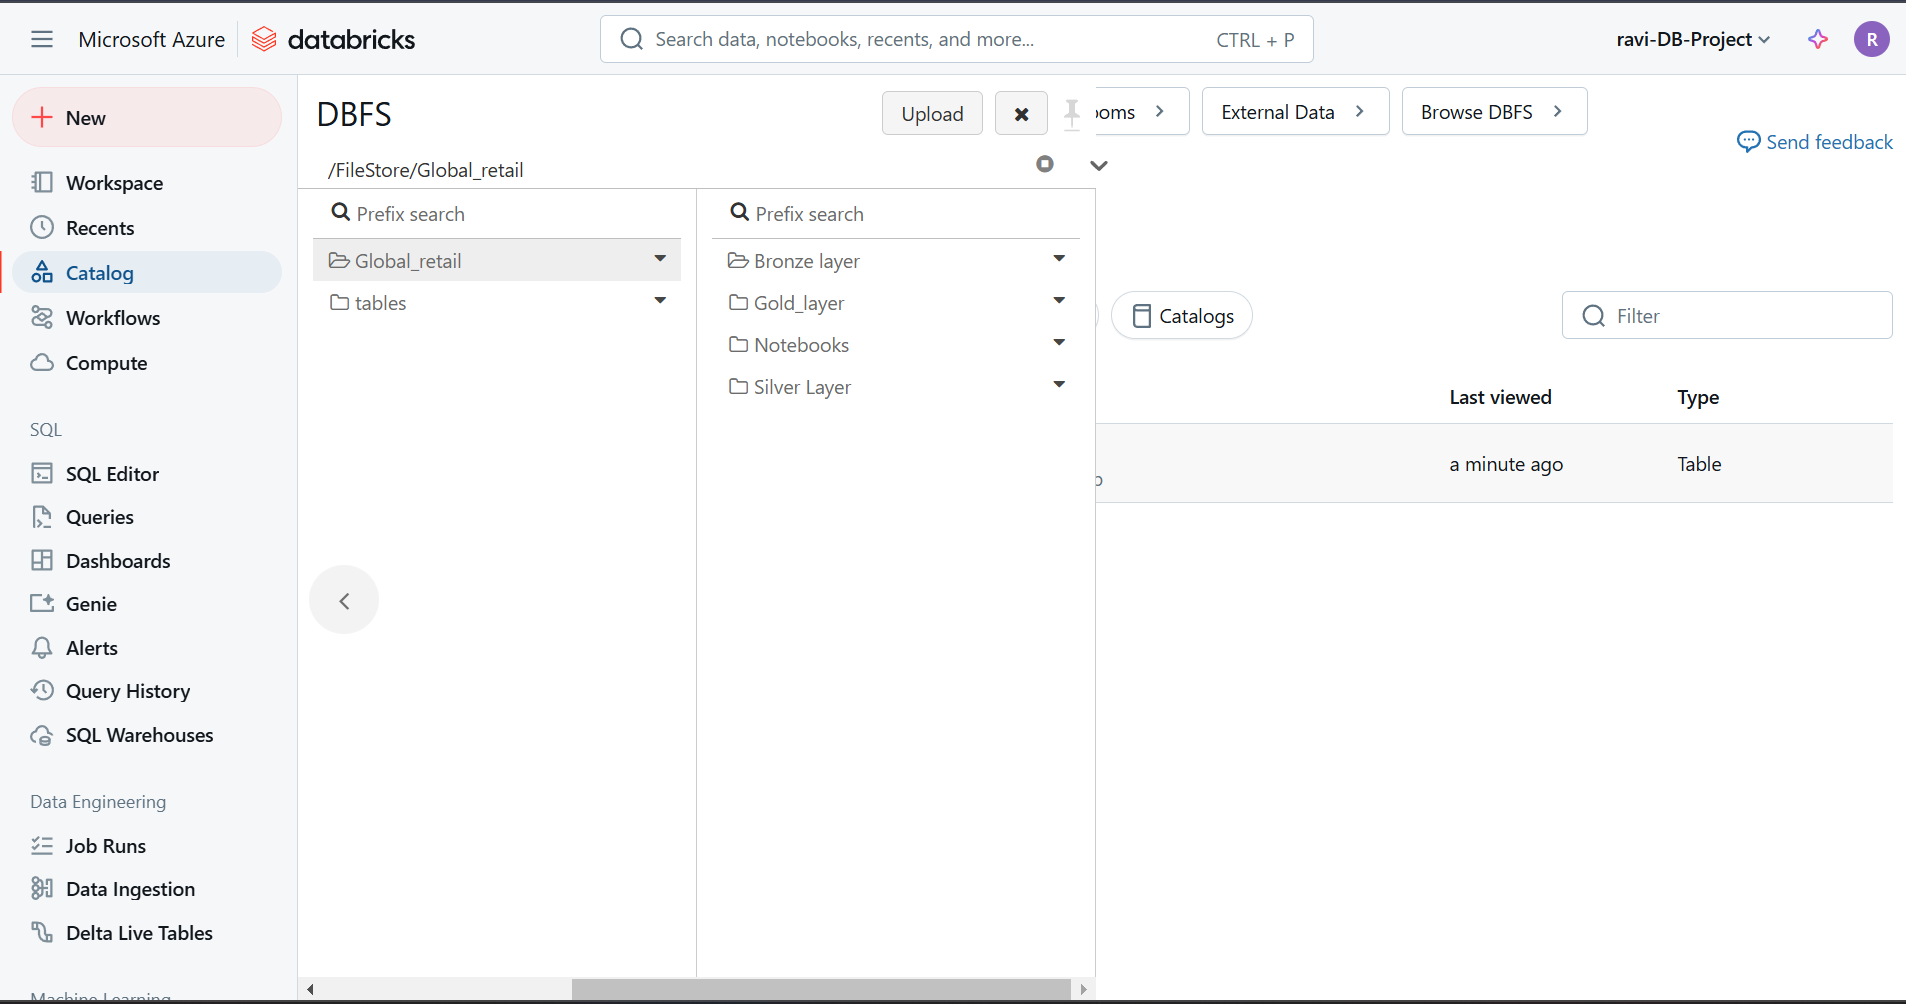 Microsoft Azure databricks Search data, notebooks, recents, and more... CTRL + P ravi-DB-Project R
New
Workspace
Recents
Catalog
Workflows
Compute
SQL
SQL Editor
Queries
Dashboards
Genie
Alerts
Query History
SQL Warehouses
Data Engineering
Job Runs
Data Ingestion
Delta Live Tables
Machine Learning
DBFS Upload
/FileStore/Global_retail
Prefix search
Global_retail
tables
Prefix search
Bronze layer
Gold_layer
Notebooks
Silver Layer
External Data Browse DBFS
Send feedback
Catalogs Filter
Last viewed Type
a minute ago Table